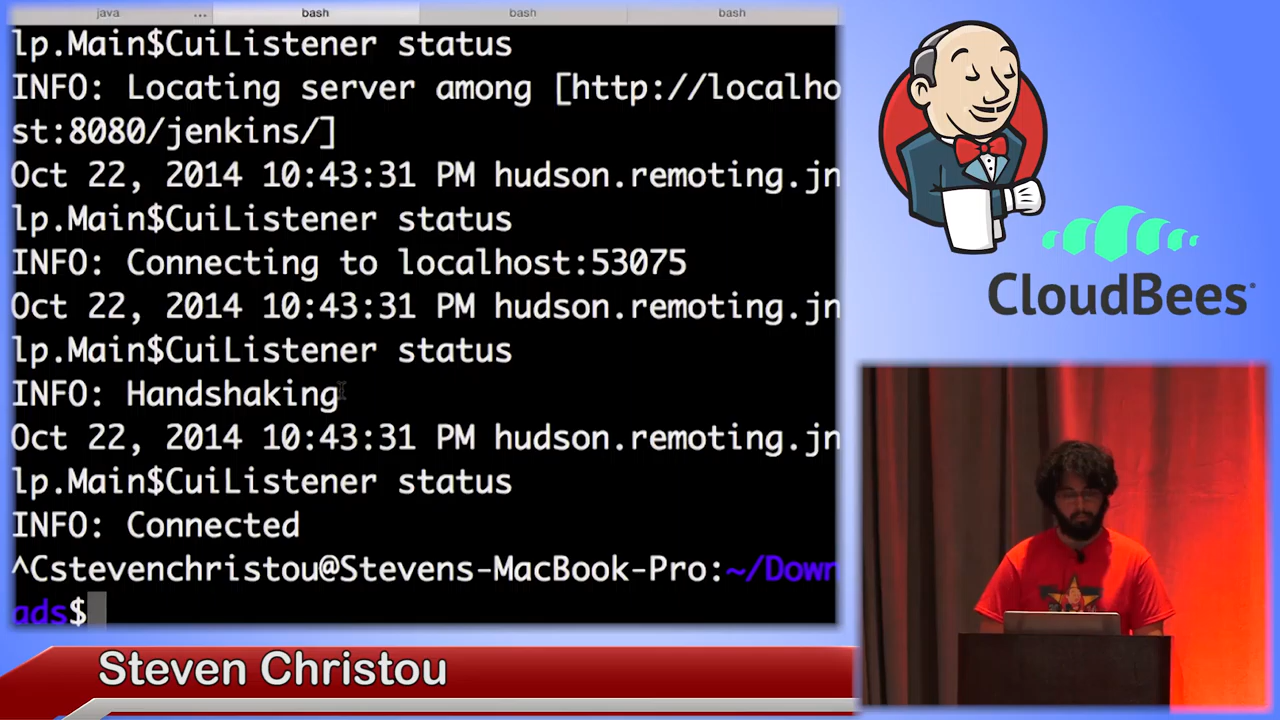 java
...
bash
bash
bash
lp.Main$CuiListener status
INFO: Locating server among [http://localho
st:8080/jenkins/]
Oct 22, 2014 10:43:31 PM hudson.remoting.jn
lp.Main$CuiListener status
INFO: Connecting to localhost:53075
Oct 22, 2014 10:43:31 PM hudson.remoting.jn
lp.Main$CuiListener status
INFO: Handshaking
Oct 22, 2014 10:43:31 PM hudson.remoting.jn
lp.Main$CuiListener status
INFO: Connected
^Cstevenchristou@Stevens-MacBook-Pro:~/Down
ads$
CloudBees
Steven Christou